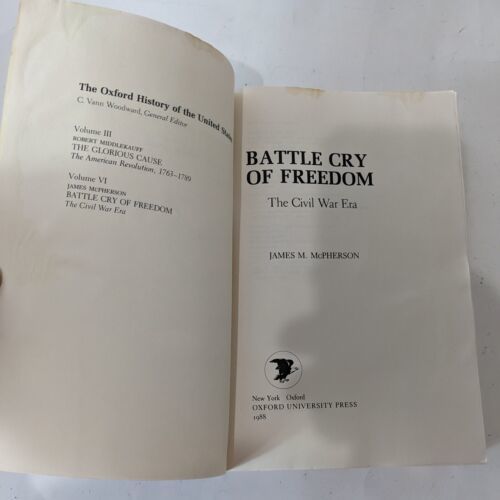 The Oxford History of the United States
C. Vann Woodward, General Editor
Volume III
ROBERT MIDDLEKAUFF
THE GLORIOUS CAUSE
The American Revolution, 1763–1789
Volume VI
JAMES McPHERSON
BATTLE CRY OF FREEDOM
The Civil War Era
BATTLE CRY
OF FREEDOM
The Civil War Era
JAMES M. McPHERSON
New York Oxford
OXFORD UNIVERSITY PRESS
1988